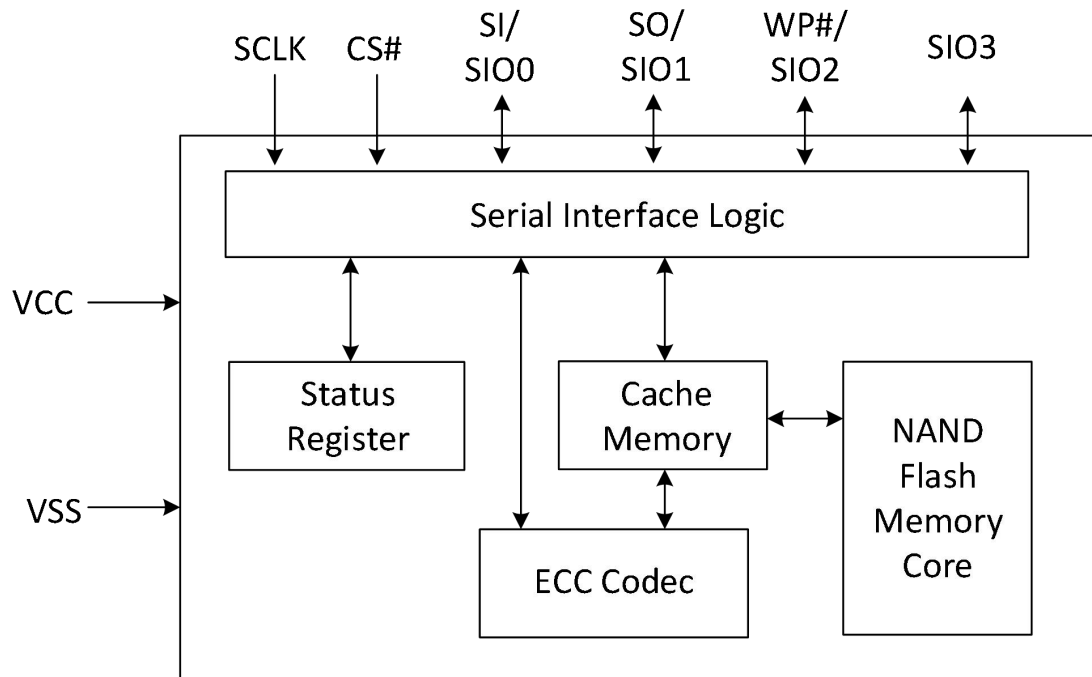 SCLK
CS#
SI/
SIO0
SO/
SIO1
WP#/
SIO2
SIO3
Serial Interface Logic
VCC
Status
Register
Cache
Memory
NAND
Flash
Memory
Core
VSS
ECC Codec